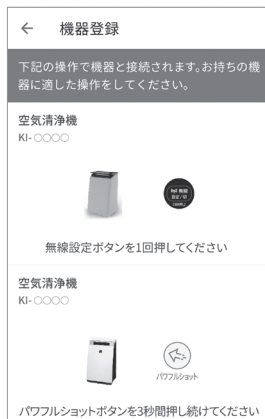 ← 機器登録
下記の操作で機器と接続されます。お持ちの機
器に適した操作をしてください。
空気清浄機
KI-○○○○
無線設定ボタンを1回押してください
空気清浄機
KI-○○○○
パワフルショット
パワフルショットボタンを3秒間押し続けてください